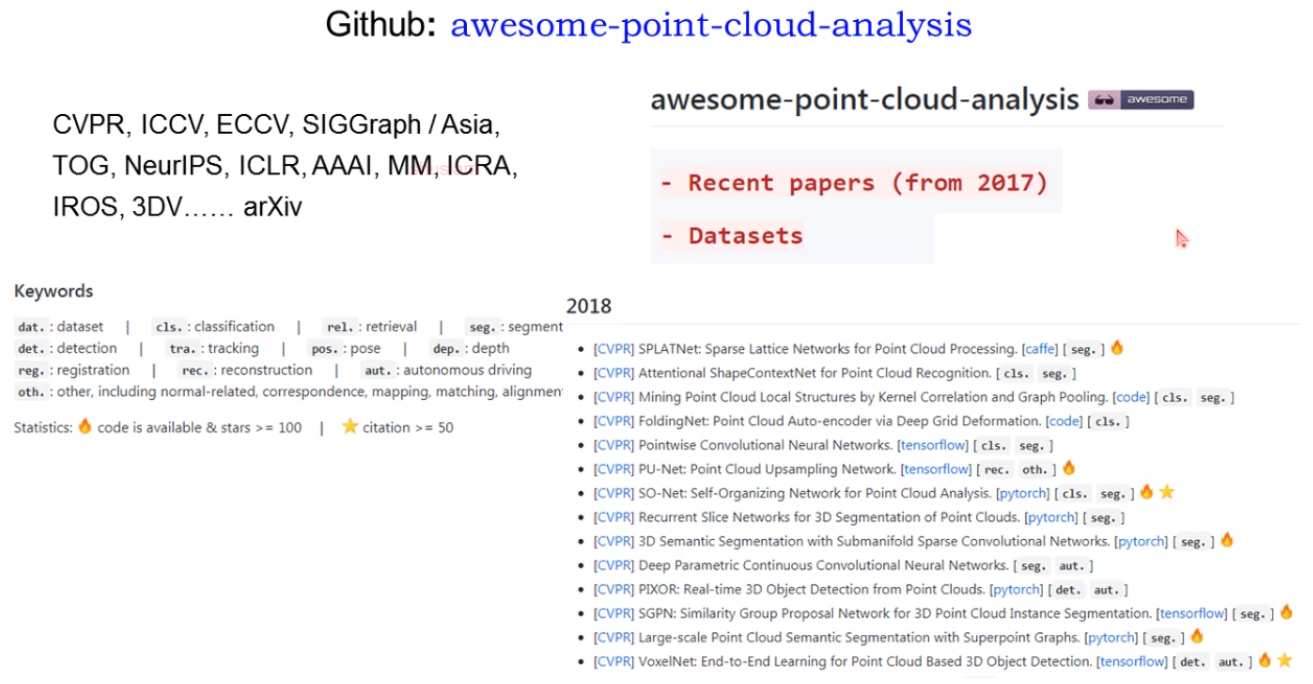 Github: awesome-point-cloud-analysis
CVPR, ICCV, ECCV, SIGGraph / Asia,
TOG, NeurIPS, ICLR, AAAI, MM, ICRA,
IROS, 3DV…… arXiv
awesome-point-cloud-analysis awesome
- Recent papers (from 2017)
- Datasets
Keywords
dat. : dataset | cls. : classification | rel. : retrieval | seg. : segment
det. : detection | tra. : tracking | pos. : pose | dep. : depth
reg. : registration | rec. : reconstruction | aut. : autonomous driving
oth. : other, including normal-related, correspondence, mapping, matching, alignmen
Statistics: 🔥 code is available & stars >= 100 | ⭐ citation >= 50
2018
• [CVPR] SPLATNet: Sparse Lattice Networks for Point Cloud Processing. [caffe] [ seg. ] 🔥
• [CVPR] Attentional ShapeContextNet for Point Cloud Recognition. [ cls. seg. ]
• [CVPR] Mining Point Cloud Local Structures by Kernel Correlation and Graph Pooling. [code] [ cls. seg. ]
• [CVPR] FoldingNet: Point Cloud Auto-encoder via Deep Grid Deformation. [code] [ cls. ]
• [CVPR] Pointwise Convolutional Neural Networks. [tensorflow] [ cls. seg. ]
• [CVPR] PU-Net: Point Cloud Upsampling Network. [tensorflow] [ rec. oth. ] 🔥
• [CVPR] SO-Net: Self-Organizing Network for Point Cloud Analysis. [pytorch] [ cls. seg. ] 🔥 ⭐
• [CVPR] Recurrent Slice Networks for 3D Segmentation of Point Clouds. [pytorch] [ seg. ]
• [CVPR] 3D Semantic Segmentation with Submanifold Sparse Convolutional Networks. [pytorch] [ seg. ] 🔥
• [CVPR] Deep Parametric Continuous Convolutional Neural Networks. [ seg. aut. ]
• [CVPR] PIXOR: Real-time 3D Object Detection from Point Clouds. [pytorch] [ det. aut. ]
• [CVPR] SGPN: Similarity Group Proposal Network for 3D Point Cloud Instance Segmentation. [tensorflow] [ seg. ] 🔥
• [CVPR] Large-scale Point Cloud Semantic Segmentation with Superpoint Graphs. [pytorch] [ seg. ] 🔥
• [CVPR] VoxelNet: End-to-End Learning for Point Cloud Based 3D Object Detection. [tensorflow] [ det. aut. ] 🔥 ⭐